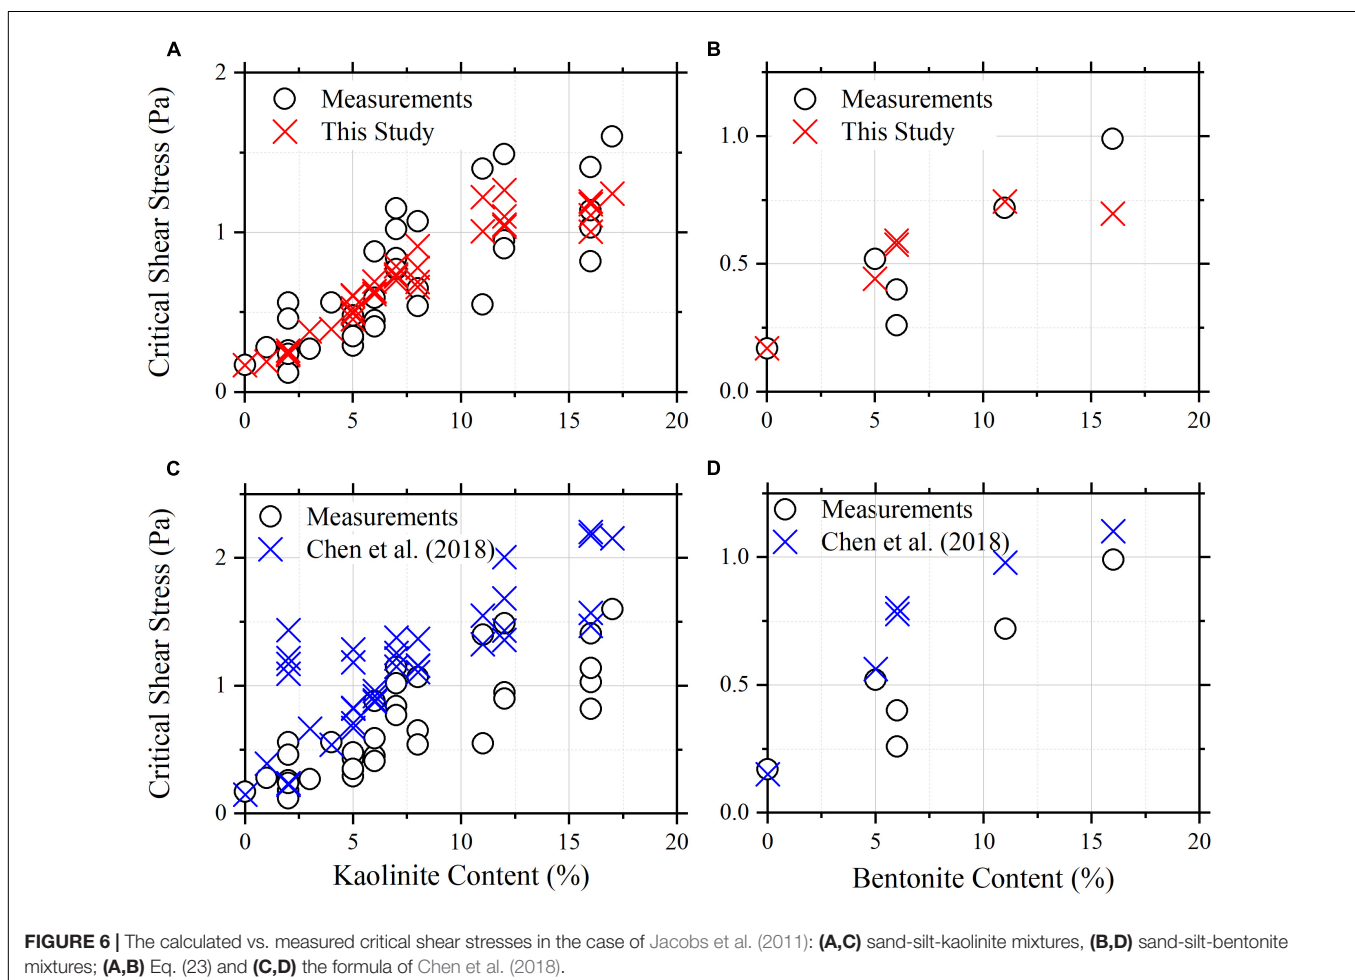 A
B
2
1
0
Critical Shear Stress (Pa)
Measurements
This Study
0 5 10 15 20
1.0
0.5
0.0
Measurements
This Study
0 5 10 15 20
C
D
2
1
0
Critical Shear Stress (Pa)
Measurements
Chen et al. (2018)
0 5 10 15 20
Kaolinite Content (%)
1.0
0.5
0.0
Measurements
Chen et al. (2018)
0 5 10 15 20
Bentonite Content (%)
FIGURE 6 | The calculated vs. measured critical shear stresses in the case of Jacobs et al. (2011): (A,C) sand-silt-kaolinite mixtures, (B,D) sand-silt-bentonite
mixtures; (A,B) Eq. (23) and (C,D) the formula of Chen et al. (2018).